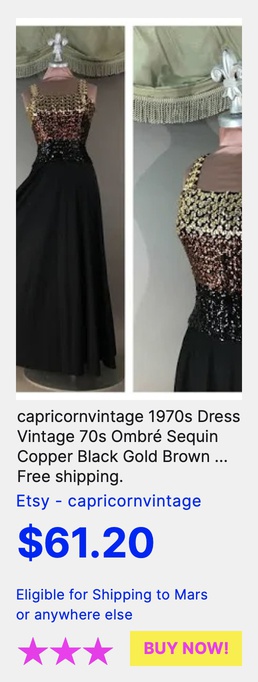 capricornvintage 1970s Dress
Vintage 70s Ombré Sequin
Copper Black Gold Brown ...
Free shipping.
Etsy - capricornvintage
$61.20
Eligible for Shipping to Mars
or anywhere else
BUY NOW!